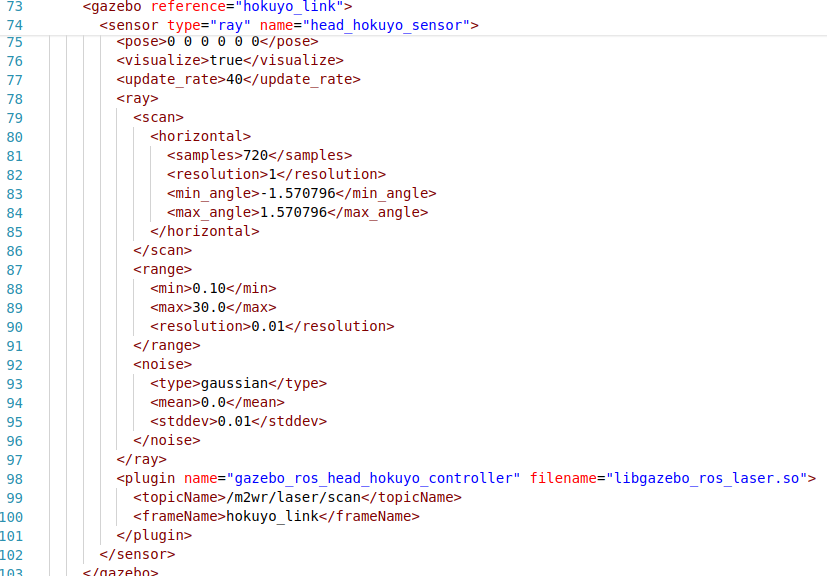 73 <gazebo reference="hokuyo_link">
74 <sensor type="ray" name="head_hokuyo_sensor">
75 <pose>0 0 0 0 0 0</pose>
76 <visualize>true</visualize>
77 <update_rate>40</update_rate>
78 <ray>
79 <scan>
80 <horizontal>
81 <samples>720</samples>
82 <resolution>1</resolution>
83 <min_angle>-1.570796</min_angle>
84 <max_angle>1.570796</max_angle>
85 </horizontal>
86 </scan>
87 <range>
88 <min>0.10</min>
89 <max>30.0</max>
90 <resolution>0.01</resolution>
91 </range>
92 <noise>
93 <type>gaussian</type>
94 <mean>0.0</mean>
95 <stddev>0.01</stddev>
96 </noise>
97 </ray>
98 <plugin name="gazebo_ros_head_hokuyo_controller" filename="libgazebo_ros_laser.so">
99 <topicName>/m2wr/laser/scan</topicName>
100 <frameName>hokuyo_link</frameName>
101 </plugin>
102 </sensor>
103 </gazebo>